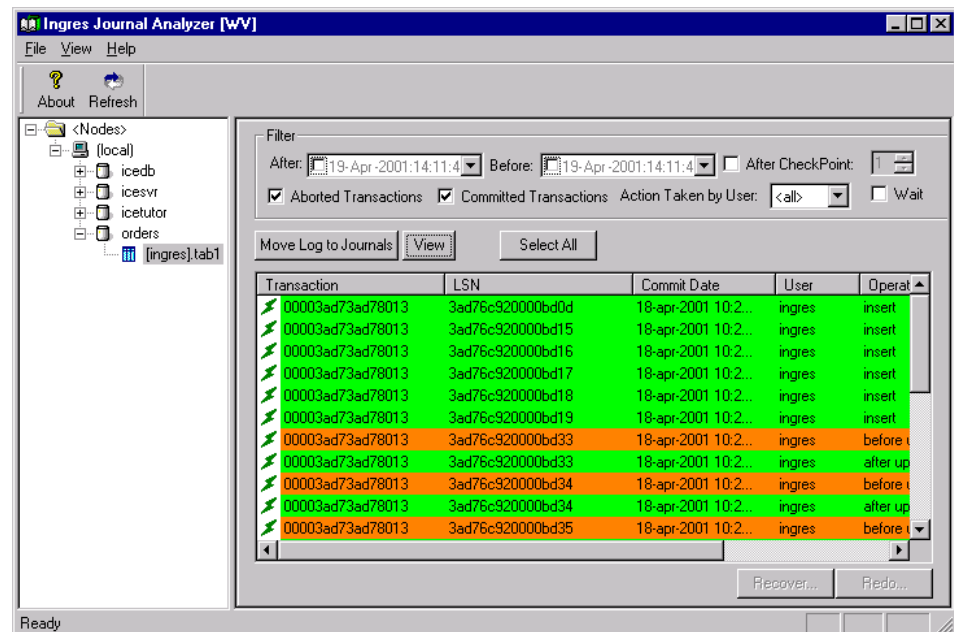 Ingres Journal Analyzer [WV]
File View Help
About Refresh
<Nodes>
(local)
icedb
icesvr
icetutor
orders
[ingres].tab1
Filter
After: 19-Apr-2001:14:11:4 Before: 19-Apr-2001:14:11:4 After CheckPoint: 1
Aborted Transactions Committed Transactions Action Taken by User: <all> Wait
Move Log to Journals View Select All
Transaction LSN Commit Date User Operat
00003ad73ad78013 3ad76c920000bd0d 18-apr-2001 10:2... ingres insert
00003ad73ad78013 3ad76c920000bd15 18-apr-2001 10:2... ingres insert
00003ad73ad78013 3ad76c920000bd16 18-apr-2001 10:2... ingres insert
00003ad73ad78013 3ad76c920000bd17 18-apr-2001 10:2... ingres insert
00003ad73ad78013 3ad76c920000bd18 18-apr-2001 10:2... ingres insert
00003ad73ad78013 3ad76c920000bd19 18-apr-2001 10:2... ingres insert
00003ad73ad78013 3ad76c920000bd33 18-apr-2001 10:2... ingres before u
00003ad73ad78013 3ad76c920000bd33 18-apr-2001 10:2... ingres after up
00003ad73ad78013 3ad76c920000bd34 18-apr-2001 10:2... ingres before u
00003ad73ad78013 3ad76c920000bd34 18-apr-2001 10:2... ingres after up
00003ad73ad78013 3ad76c920000bd35 18-apr-2001 10:2... ingres before u
Recover... Redo...
Ready